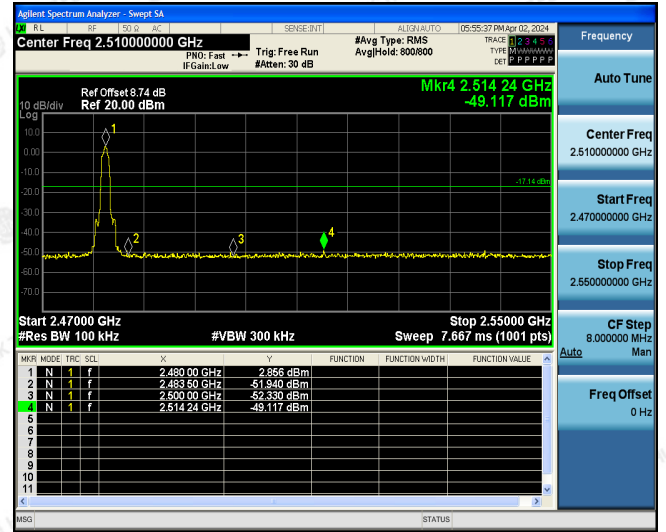 Agilent Spectrum Analyzer - Swept SA
LXI RL RF 50 Ω AC SENSE:INT ALIGN AUTO 05:55:37 PM Apr 02, 2024
Center Freq 2.510000000 GHz
PNO: Fast
IFGain:Low
Trig: Free Run
#Atten: 30 dB
#Avg Type: RMS
Avg|Hold: 800/800
TRACE 1 2 3 4 5 6
TYPE M
DET P P P P P P
Ref Offset 8.74 dB
Ref 20.00 dBm
10 dB/div
Log
Mkr4 2.514 24 GHz
-49.117 dBm
10.0
0.00
-10.0
-20.0
-30.0
-40.0
-50.0
-60.0
-70.0
-17.14 dBm
1
2
3
4
Start 2.47000 GHz
Stop 2.55000 GHz
#Res BW 100 kHz #VBW 300 kHz Sweep 7.667 ms (1001 pts)
MKR MODE TRC SCL X Y FUNCTION FUNCTION WIDTH FUNCTION VALUE
1 N 1 f 2.480 00 GHz 2.856 dBm
2 N 1 f 2.483 50 GHz -51.940 dBm
3 N 1 f 2.500 00 GHz -52.330 dBm
4 N 1 f 2.514 24 GHz -49.117 dBm
5
6
7
8
9
10
11
MSG STATUS
Frequency
Auto Tune
Center Freq
2.510000000 GHz
Start Freq
2.470000000 GHz
Stop Freq
2.550000000 GHz
CF Step
8.000000 MHz
Auto Man
Freq Offset
0 Hz